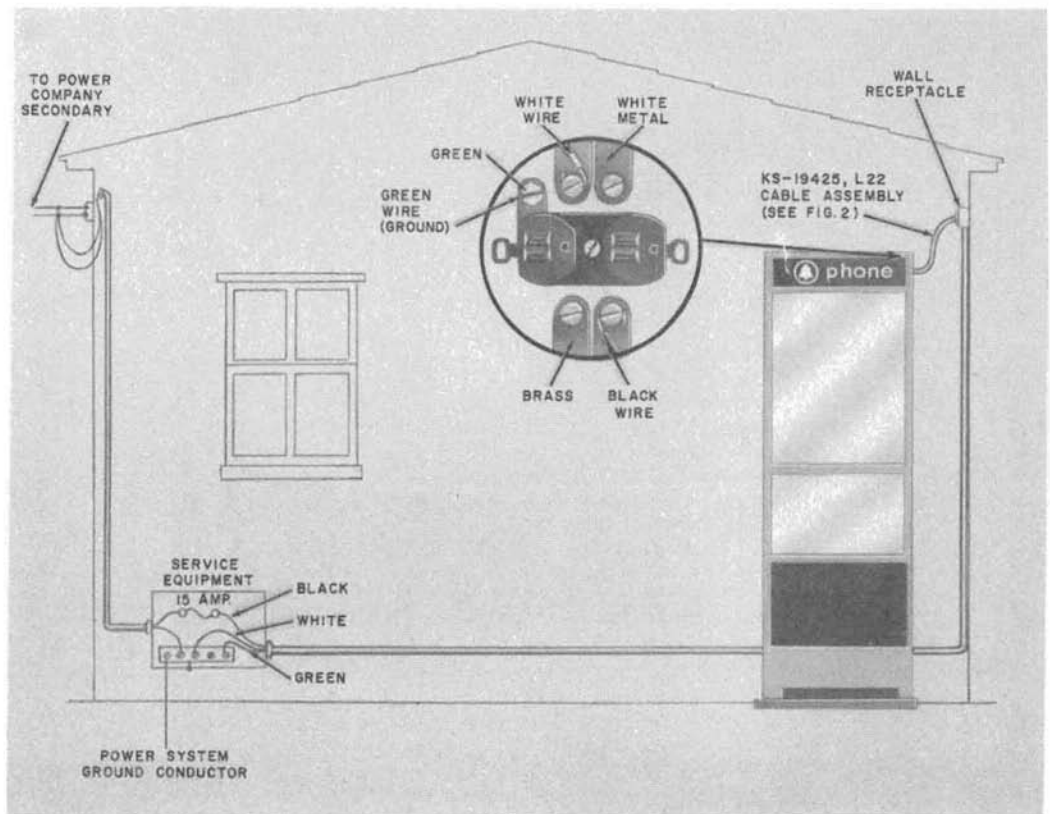 TO POWER
COMPANY
SECONDARY
WHITE
WIRE
WHITE
METAL
WALL
RECEPTACLE
GREEN
GREEN
WIRE
(GROUND)
KS-19425, L22
CABLE ASSEMBLY
(SEE FIG. 2)
phone
BRASS
BLACK
WIRE
SERVICE
EQUIPMENT
15 AMP.
BLACK
WHITE
GREEN
POWER SYSTEM
GROUND CONDUCTOR